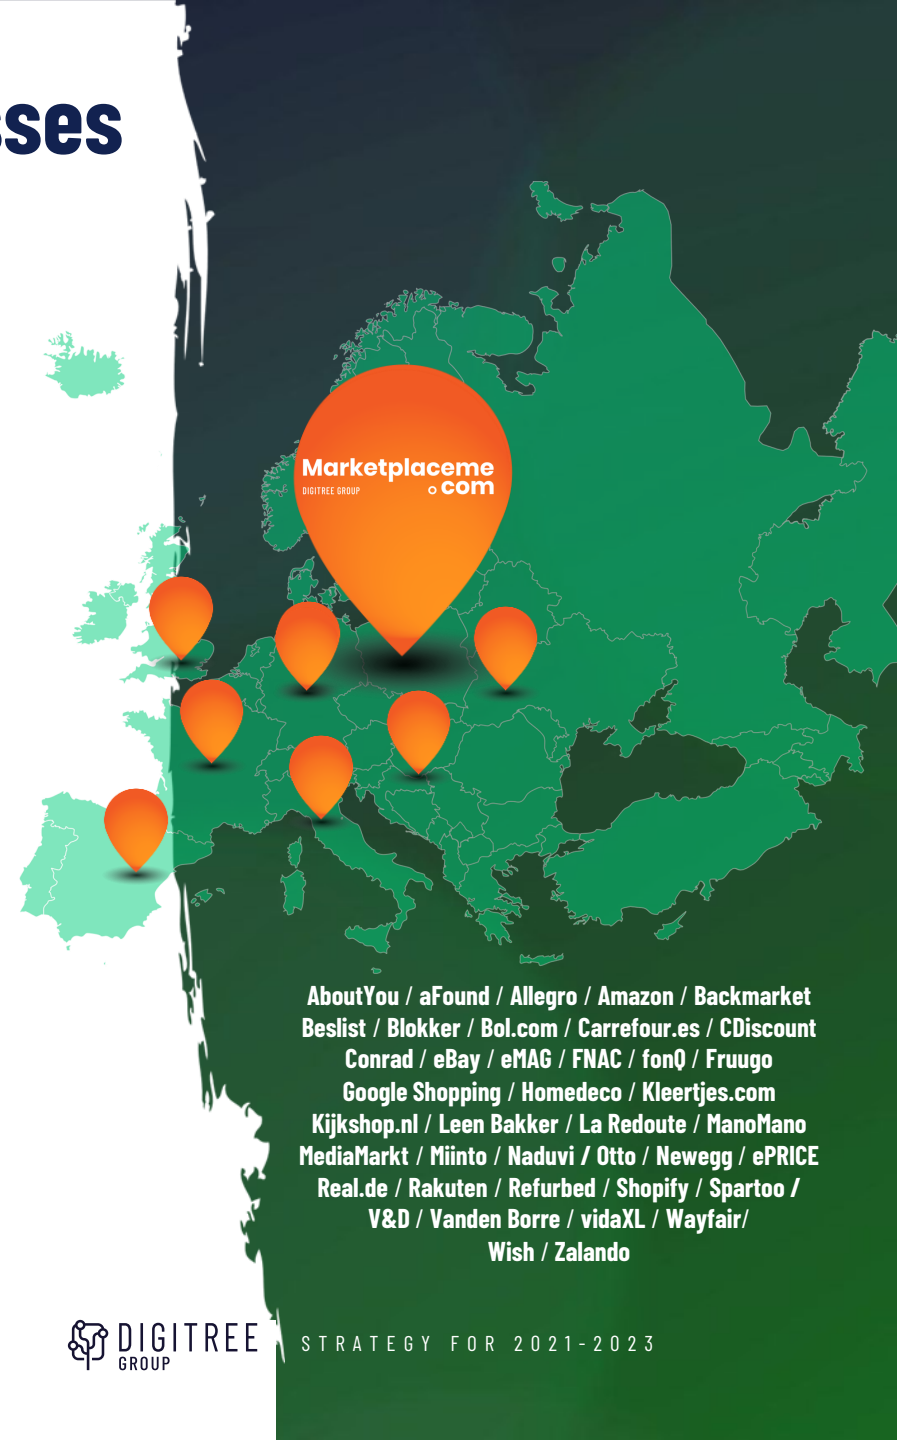 sses
Marketplaceme
DIGITREE GROUP
com
AboutYou / aFound / Allegro / Amazon / Backmarket
Beslist / Blokker / Bol.com / Carrefour.es / CDiscount
Conrad / eBay / eMAG / FNAC / fonQ / Fruugo
Google Shopping / Homedeco / Kleertjes.com
Kijkshop.nl / Leen Bakker / La Redoute / ManoMano
MediaMarkt / Miinto / Naduvi / Otto / Newegg / ePRICE
Real.de / Rakuten / Refurbed / Shopify / Spartoo /
V&D / Vanden Borre / vidaXL / Wayfair/
Wish / Zalando
DIGITREE
GROUP
STRATEGY FOR 2021-2023